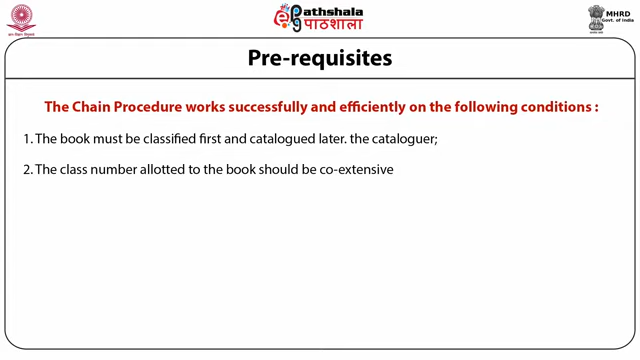 ePathshala
पाठशाला
MHRD
Govt. of India
Pre-requisites
The Chain Procedure works successfully and efficiently on the following conditions :
1. The book must be classified first and catalogued later. the cataloguer;
2. The class number allotted to the book should be co-extensive